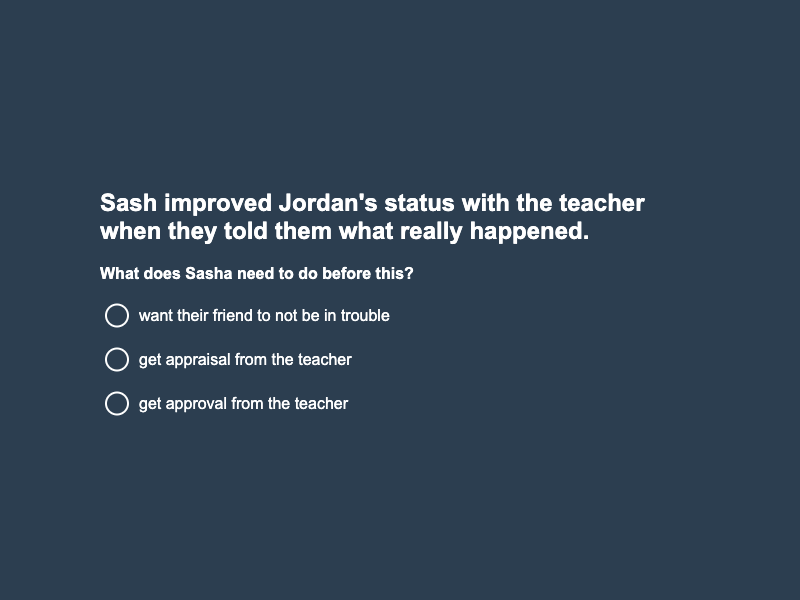 Sash improved Jordan's status with the teacher
when they told them what really happened.
What does Sasha need to do before this?
want their friend to not be in trouble
get appraisal from the teacher
get approval from the teacher